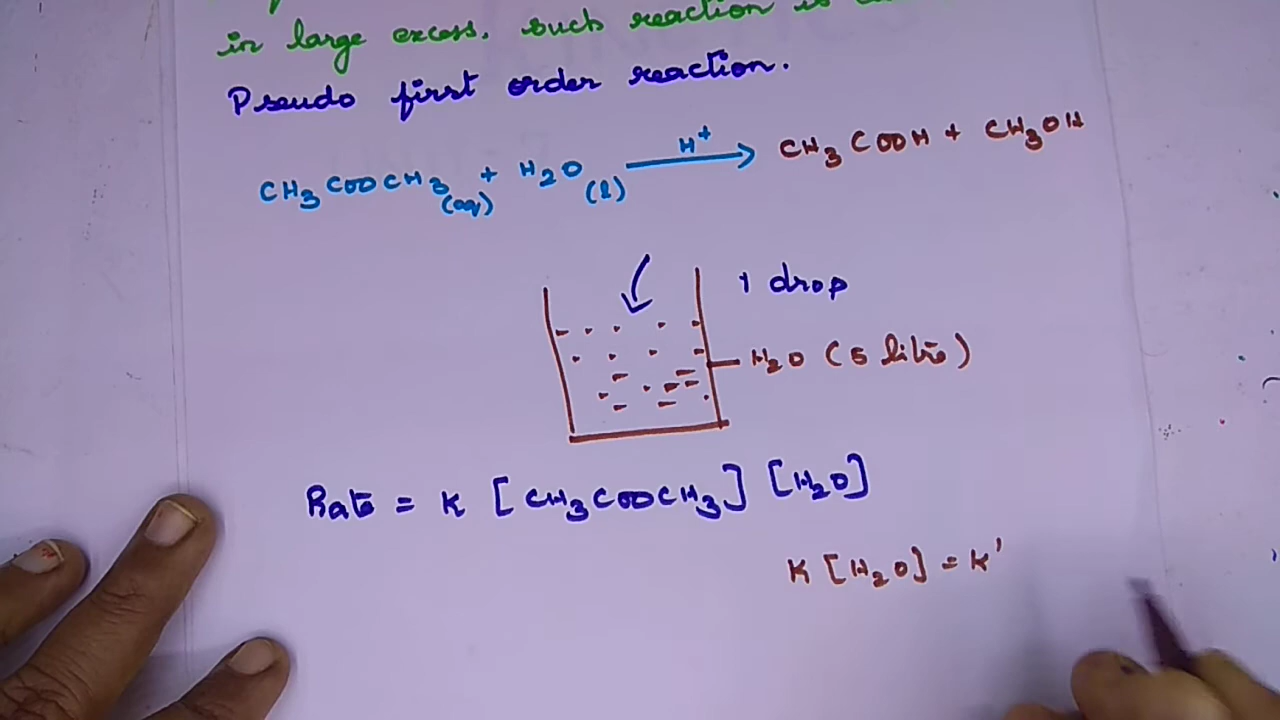 in large excess. such reaction is
Pseudo first order reaction.
CH₃COOCH₃(aq) + H₂O(l) H⁺→ CH₃COOH + CH₃OH
1 drop
H₂O (5 litre)
Rate = K [CH₃COOCH₃] [H₂O]
K [H₂O] = K'